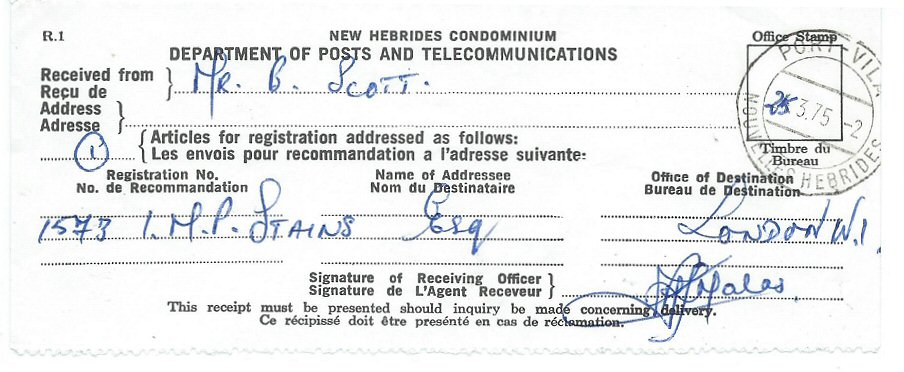 R.1
NEW HEBRIDES CONDOMINIUM
DEPARTMENT OF POSTS AND TELECOMMUNICATIONS
Office Stamp
PORT-VILA
25 3.75 -2
NOUVELLES HEBRIDES
Timbre du
Bureau
Received from
Reçu de
MR. B. SCOTT.
Address
Adresse
1
Articles for registration addressed as follows:
Les envois pour recommandation a l'adresse suivante:
Registration No. Name of Addressee Office of Destination
No. de Recommandation Nom du Destinataire Bureau de Destination
1573 I.M.P. STAINS Esq LONDON W.1.
Signature of Receiving Officer
Signature de L'Agent Receveur
This receipt must be presented should inquiry be made concerning delivery.
Ce récipissé doit être presénté en cas de réclamation.